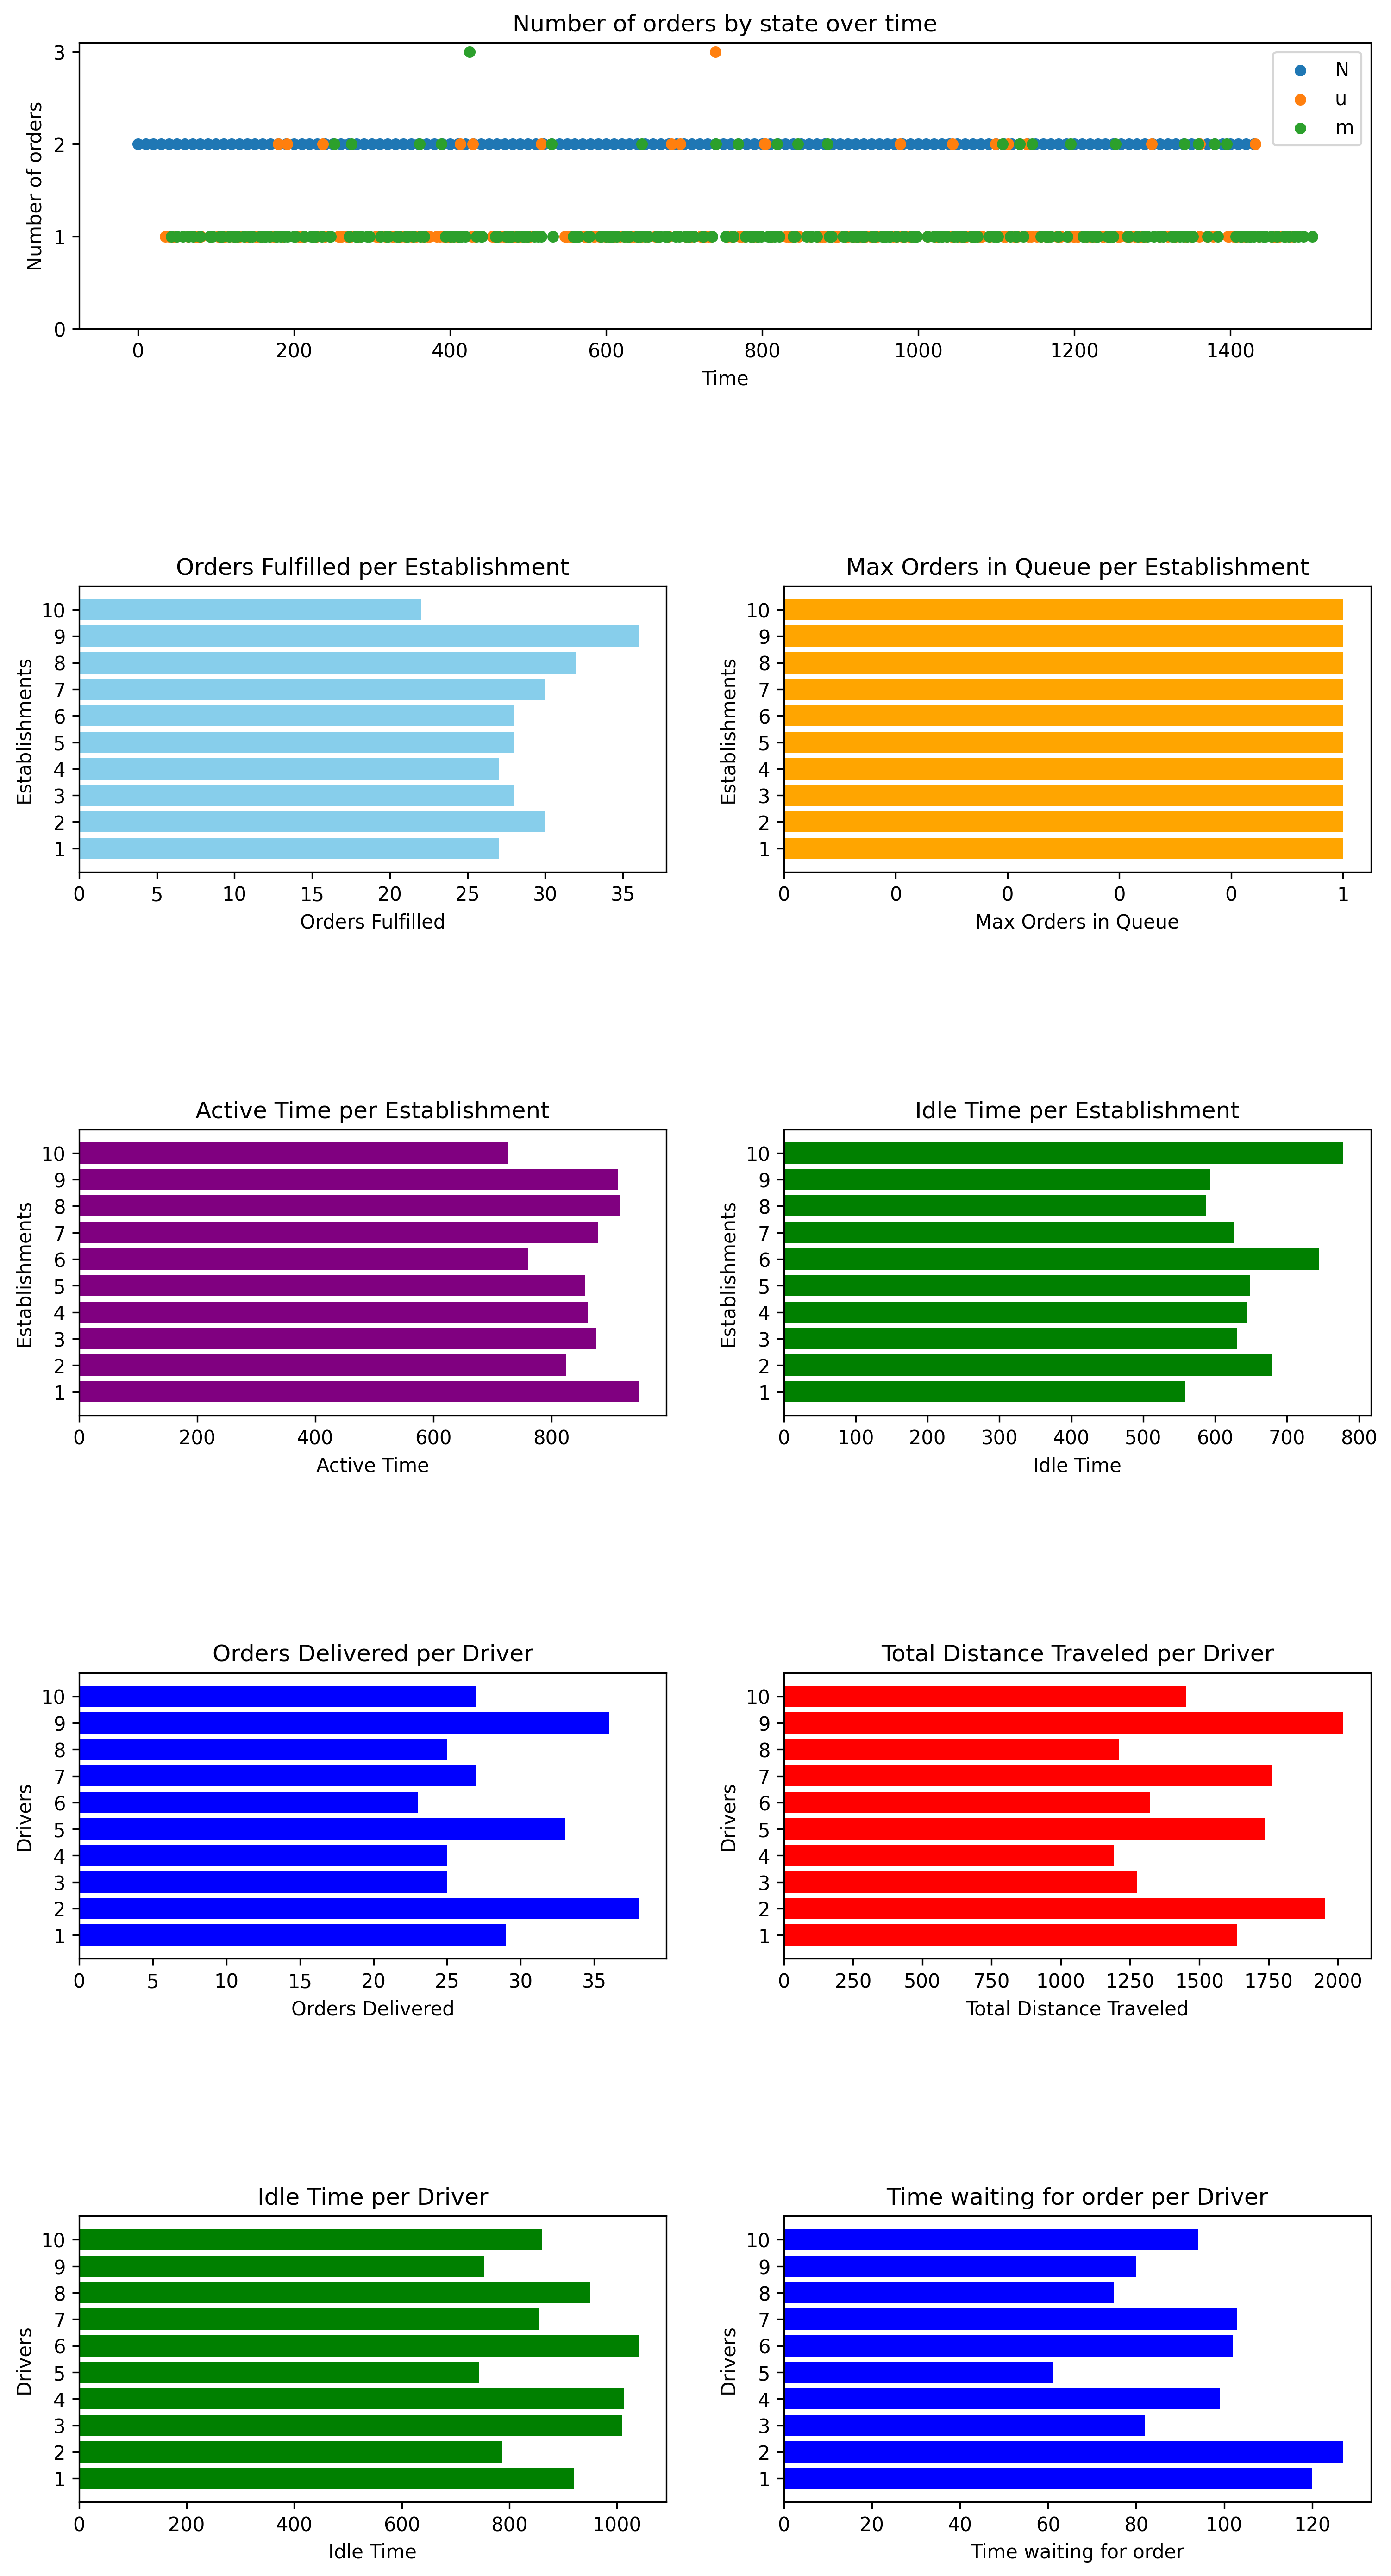 Number of orders by state over time
Number of orders
3
2
1
0
N
u
m
0 200 400 600 800 1000 1200 1400
Time
Orders Fulfilled per Establishment
Establishments
10
9
8
7
6
5
4
3
2
1
0 5 10 15 20 25 30 35
Orders Fulfilled
Max Orders in Queue per Establishment
Establishments
10
9
8
7
6
5
4
3
2
1
0 0 0 0 0 1
Max Orders in Queue
Active Time per Establishment
Establishments
10
9
8
7
6
5
4
3
2
1
0 200 400 600 800
Active Time
Idle Time per Establishment
Establishments
10
9
8
7
6
5
4
3
2
1
0 100 200 300 400 500 600 700 800
Idle Time
Orders Delivered per Driver
Drivers
10
9
8
7
6
5
4
3
2
1
0 5 10 15 20 25 30 35
Orders Delivered
Total Distance Traveled per Driver
Drivers
10
9
8
7
6
5
4
3
2
1
0 250 500 750 1000 1250 1500 1750 2000
Total Distance Traveled
Idle Time per Driver
Drivers
10
9
8
7
6
5
4
3
2
1
0 200 400 600 800 1000
Idle Time
Time waiting for order per Driver
Drivers
10
9
8
7
6
5
4
3
2
1
0 20 40 60 80 100 120
Time waiting for order